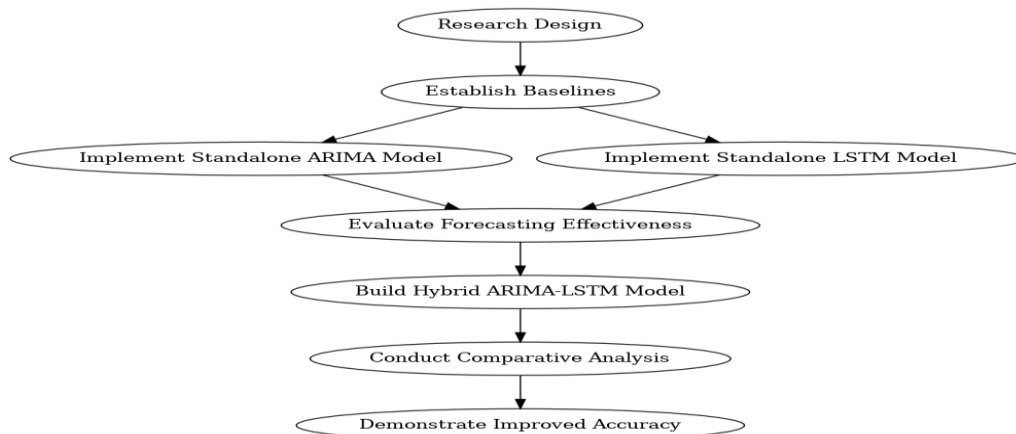 Research Design
Establish Baselines
Implement Standalone ARIMA Model
Implement Standalone LSTM Model
Evaluate Forecasting Effectiveness
Build Hybrid ARIMA-LSTM Model
Conduct Comparative Analysis
Demonstrate Improved Accuracy